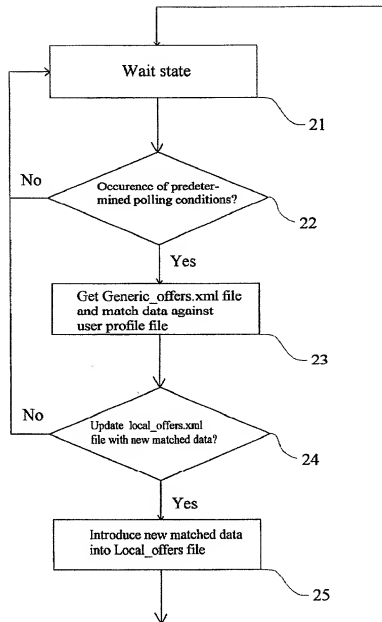 Wait state
21
No
Occurence of predeter-
mined polling conditions?
22
Yes
Get Generic_offers.xml file
and match data against
user profile file
23
No
Update local_offers.xml
file with new matched data?
24
Yes
Introduce new matched data
into Local_offers file
25